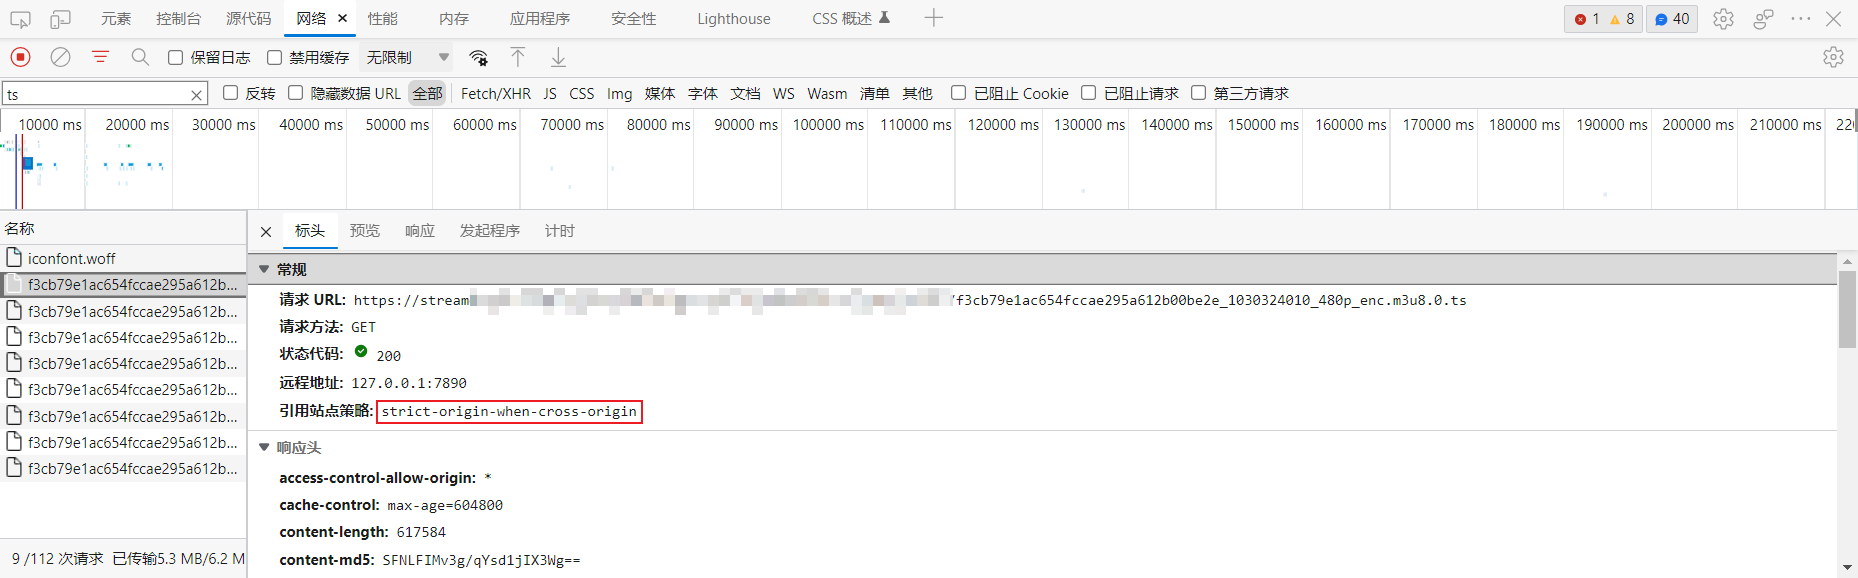 元素 控制台 源代码 网络 性能 内存 应用程序 安全性 Lighthouse CSS 概述 1 8 40
保留日志 禁用缓存 无限制
ts 反转 隐藏数据 URL 全部 Fetch/XHR JS CSS Img 媒体 字体 文档 WS Wasm 清单 其他 已阻止 Cookie 已阻止请求 第三方请求
10000 ms 20000 ms 30000 ms 40000 ms 50000 ms 60000 ms 70000 ms 80000 ms 90000 ms 100000 ms 110000 ms 120000 ms 130000 ms 140000 ms 150000 ms 160000 ms 170000 ms 180000 ms 190000 ms 200000 ms 210000 ms 220
名称
iconfont.woff
f3cb79e1ac654fccae295a612b...
f3cb79e1ac654fccae295a612b...
f3cb79e1ac654fccae295a612b...
f3cb79e1ac654fccae295a612b...
f3cb79e1ac654fccae295a612b...
f3cb79e1ac654fccae295a612b...
f3cb79e1ac654fccae295a612b...
f3cb79e1ac654fccae295a612b...
9 /112 次请求 已传输5.3 MB/6.2 M
标头 预览 响应 发起程序 计时
常规
请求 URL: https://stream /f3cb79e1ac654fccae295a612b00be2e_1030324010_480p_enc.m3u8.0.ts
请求方法: GET
状态代码: 200
远程地址: 127.0.0.1:7890
引用站点策略: strict-origin-when-cross-origin
响应头
access-control-allow-origin: *
cache-control: max-age=604800
content-length: 617584
content-md5: SFNLFIMv3g/qYsd1jIX3Wg==